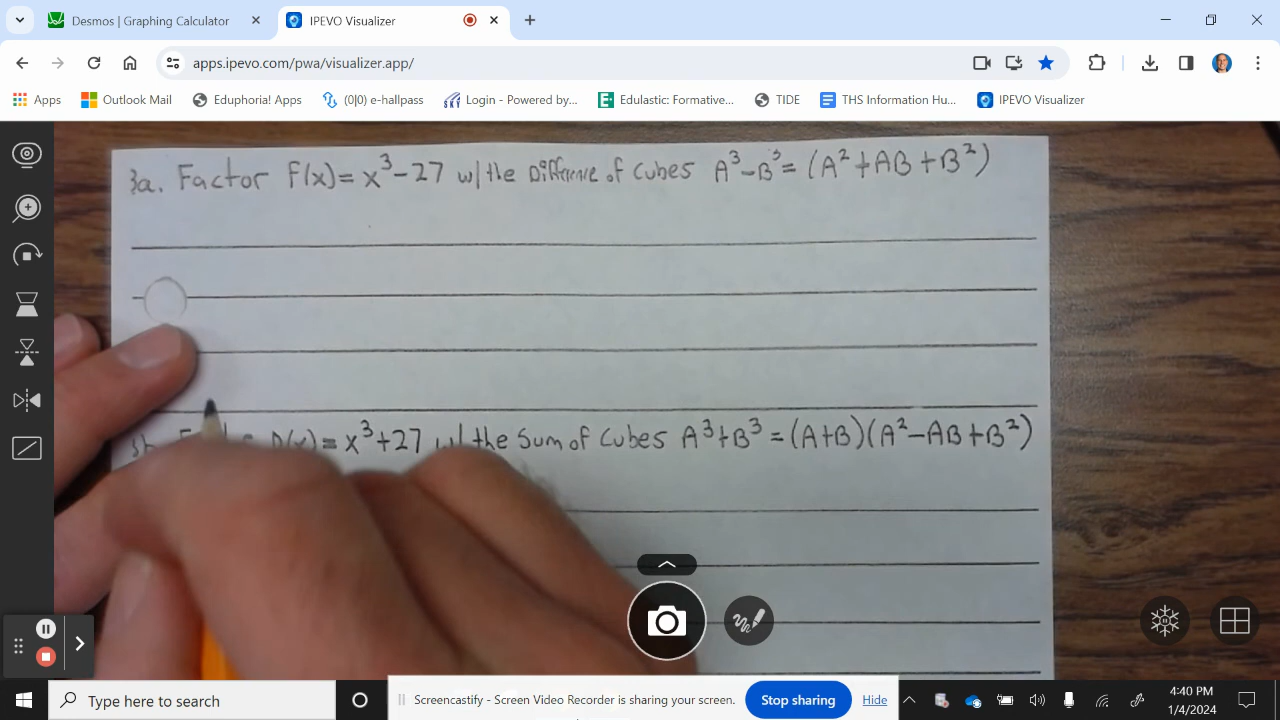 Desmos | Graphing Calculator
IPEVO Visualizer
apps.ipevo.com/pwa/visualizer.app/
Apps
Outlook Mail
Eduphoria! Apps
(0|0) e-hallpass
Login - Powered by...
Edulastic: Formative...
TIDE
THS Information Hu...
IPEVO Visualizer
3a. Factor f(x)=x³-27 w/ the Difference of Cubes A³-B³=(A²+AB+B²)
x³+27 w/ the Sum of Cubes A³+B³=(A+B)(A²-AB+B²)
Screencastify - Screen Video Recorder is sharing your screen.
Stop sharing
Hide
Type here to search
4:40 PM
1/4/2024